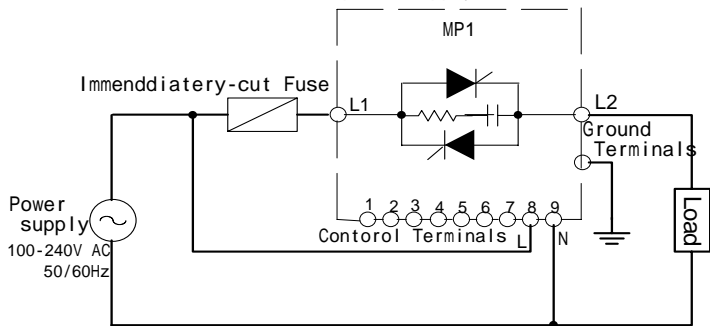 MP1
Immenddiatery-cut Fuse
L1
L2
Ground
Terminals
1 2 3 4 5 6 7 8 9
Contorol Terminals L N
Power
supply
100-240V AC
50/60Hz
Load